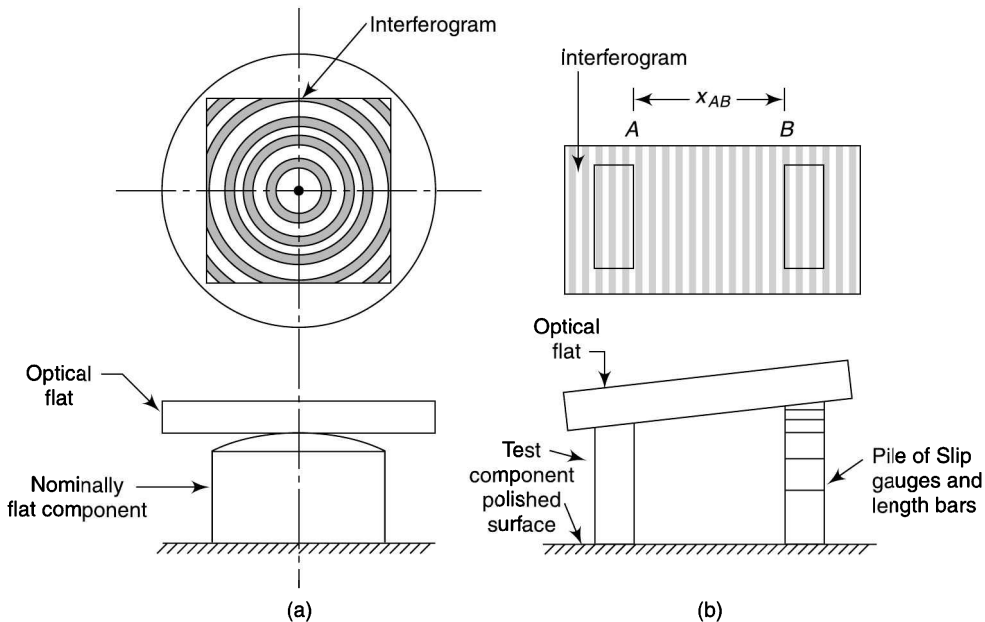 Interferogram
Optical
flat
Nominally
flat component
(a)
interferogram
x_AB
A
B
Optical
flat
Test
component
polished
surface
Pile of Slip
gauges and
length bars
(b)